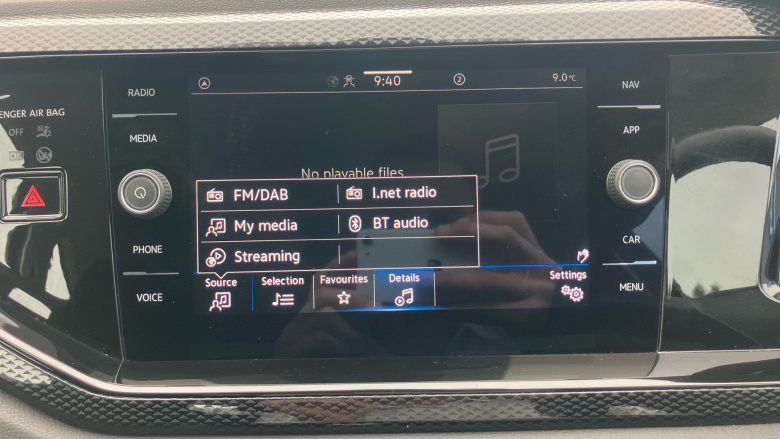 ENGER AIR BAG
OFF
RADIO
MEDIA
PHONE
VOICE
9:40
2
9.0°C
No playable files
FM/DAB
I.net radio
My media
BT audio
Streaming
Source
Selection
Favourites
Details
Settings
NAV
APP
CAR
MENU